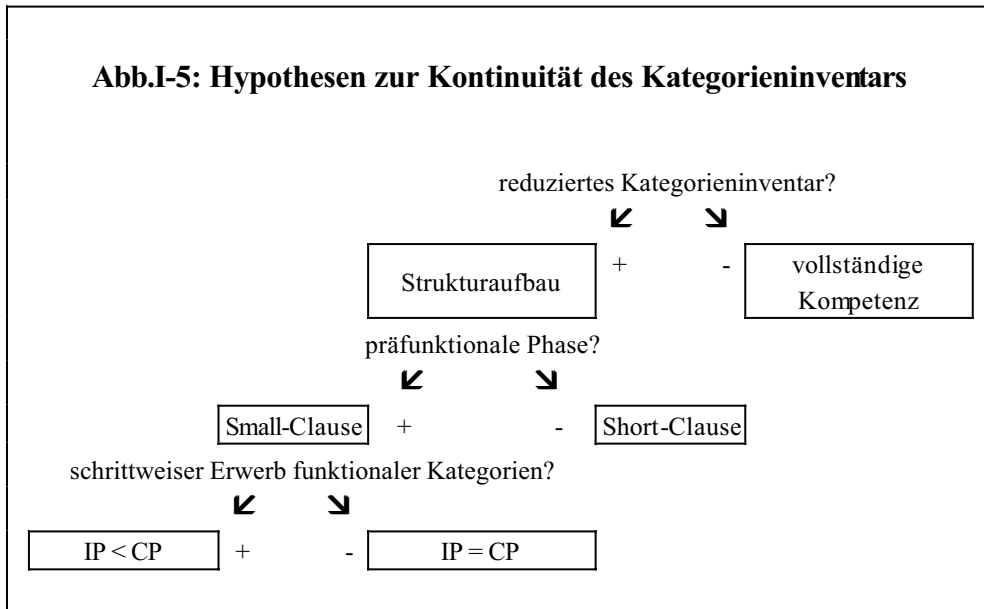 Abb.I-5: Hypothesen zur Kontinuität des Kategorieninventars
reduziertes Kategorieninventar?
Strukturaufbau + - vollständige
Kompetenz
präfunktionale Phase?
Small-Clause + - Short-Clause
schrittweiser Erwerb funktionaler Kategorien?
IP < CP + - IP = CP